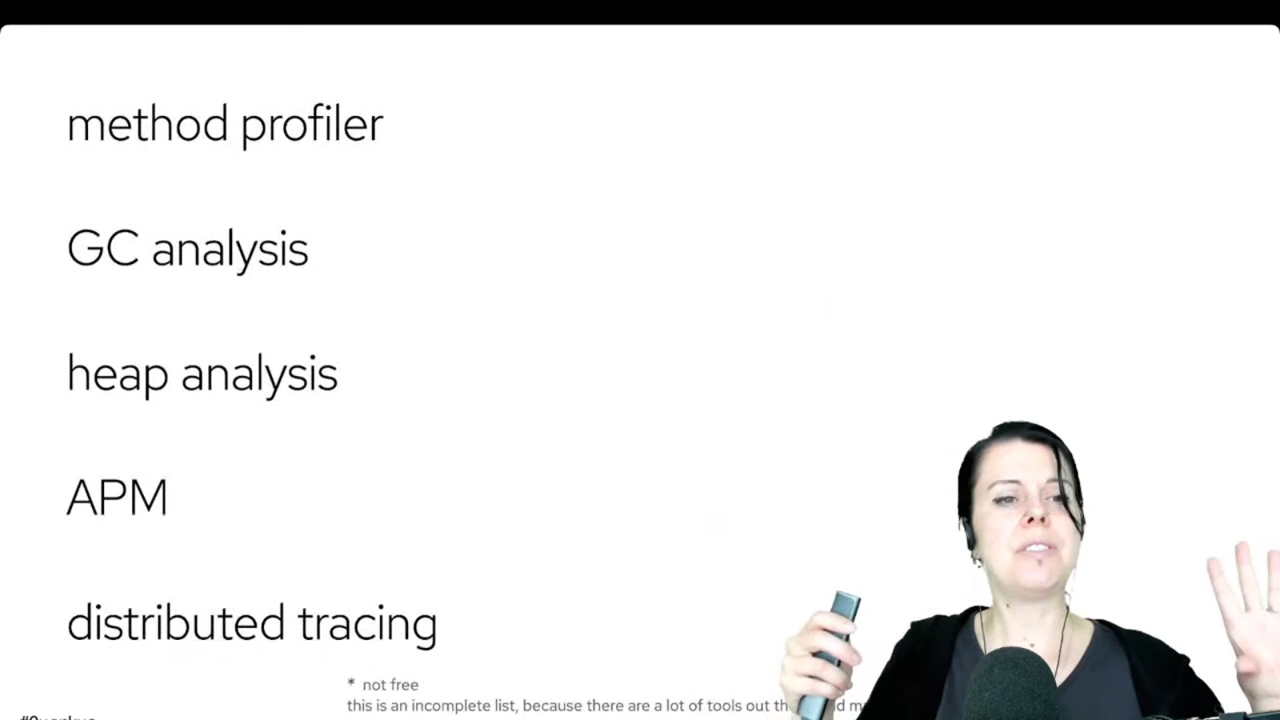 method profiler
GC analysis
heap analysis
APM
distributed tracing
* not free
this is an incomplete list, because there are a lot of tools out